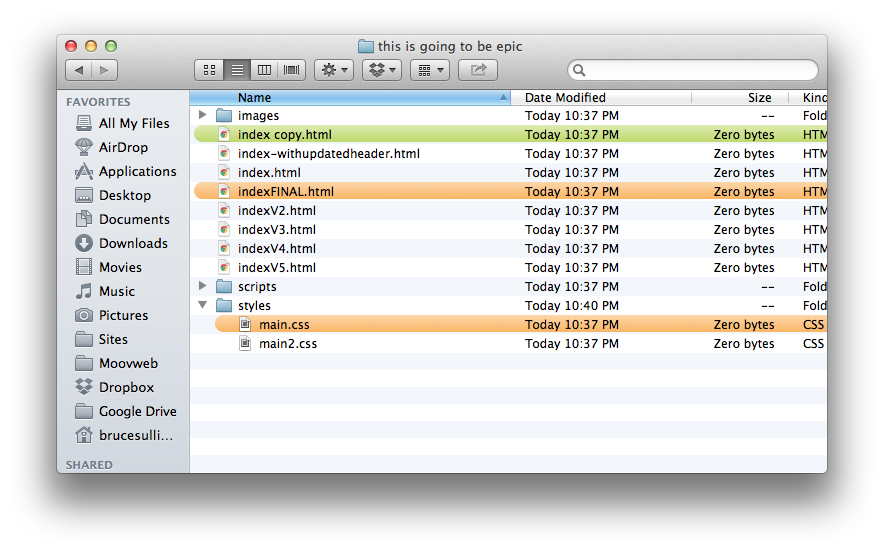 this is going to be epic
FAVORITES
All My Files
AirDrop
Applications
Desktop
Documents
Downloads
Movies
Music
Pictures
Sites
Moovweb
Dropbox
Google Drive
brucesulli...
SHARED
Name Date Modified Size Kind
images Today 10:37 PM -- Fold
index copy.html Today 10:37 PM Zero bytes HTM
index-withupdatedheader.html Today 10:37 PM Zero bytes HTM
index.html Today 10:37 PM Zero bytes HTM
indexFINAL.html Today 10:37 PM Zero bytes HTM
indexV2.html Today 10:37 PM Zero bytes HTM
indexV3.html Today 10:37 PM Zero bytes HTM
indexV4.html Today 10:37 PM Zero bytes HTM
indexV5.html Today 10:37 PM Zero bytes HTM
scripts Today 10:37 PM -- Fold
styles Today 10:40 PM -- Fold
main.css Today 10:37 PM Zero bytes CSS
main2.css Today 10:37 PM Zero bytes CSS